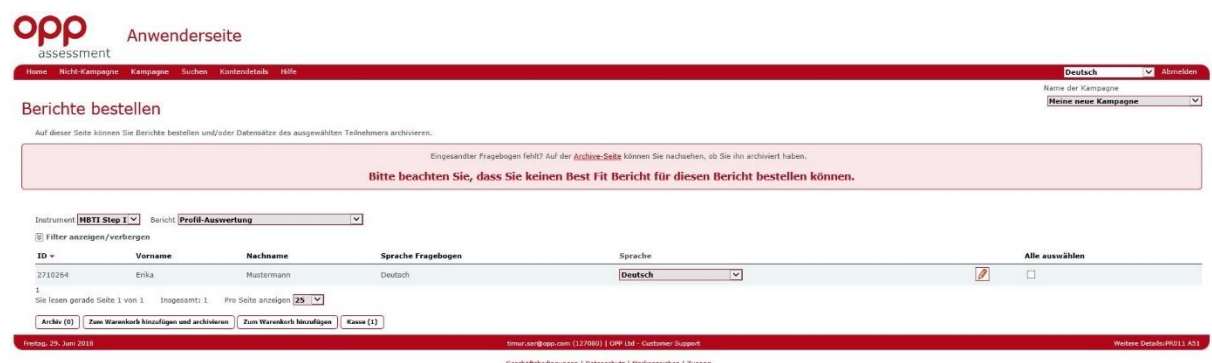 opp
assessment
Anwenderseite
Home Nicht-Kampagne Kampagne Suchen Kontendetails Hilfe Deutsch Abmelden
Name der Kampagne
Meine neue Kampagne
Berichte bestellen
Auf dieser Seite können Sie Berichte bestellen und/oder Datensätze des ausgewählten Teilnehmers archivieren.
Eingesandter Fragebogen fehlt? Auf der Archive-Seite können Sie nachsehen, ob Sie ihn archiviert haben.
Bitte beachten Sie, dass Sie keinen Best Fit Bericht für diesen Bericht bestellen können.
Instrument MBTI Step I Bericht Profil-Auswertung
Filter anzeigen/verbergen
ID Vorname Nachname Sprache Fragebogen Sprache Alle auswählen
2710264 Erika Mustermann Deutsch Deutsch
1
Sie lesen gerade Seite 1 von 1 Insgesamt: 1 Pro Seite anzeigen 25
Archiv (0) Zum Warenkorb hinzufügen und archivieren Zum Warenkorb hinzufügen Kasse (1)
Freitag, 29. Juni 2018 timur.sar@opp.com (127080) | OPP Ltd - Customer Support Weitere Details:PR011 A51